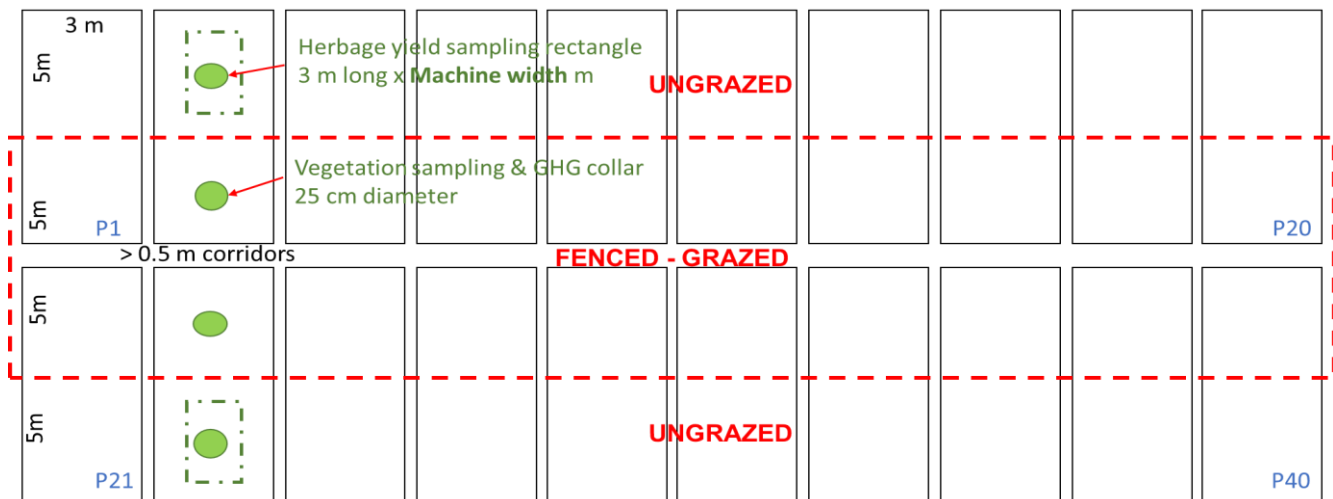 3 m
5m
Herbage yield sampling rectangle
3 m long x Machine width m
UNGRAZED
5m
Vegetation sampling & GHG collar
25 cm diameter
P1
P20
> 0.5 m corridors
FENCED - GRAZED
5m
5m
UNGRAZED
P21
P40